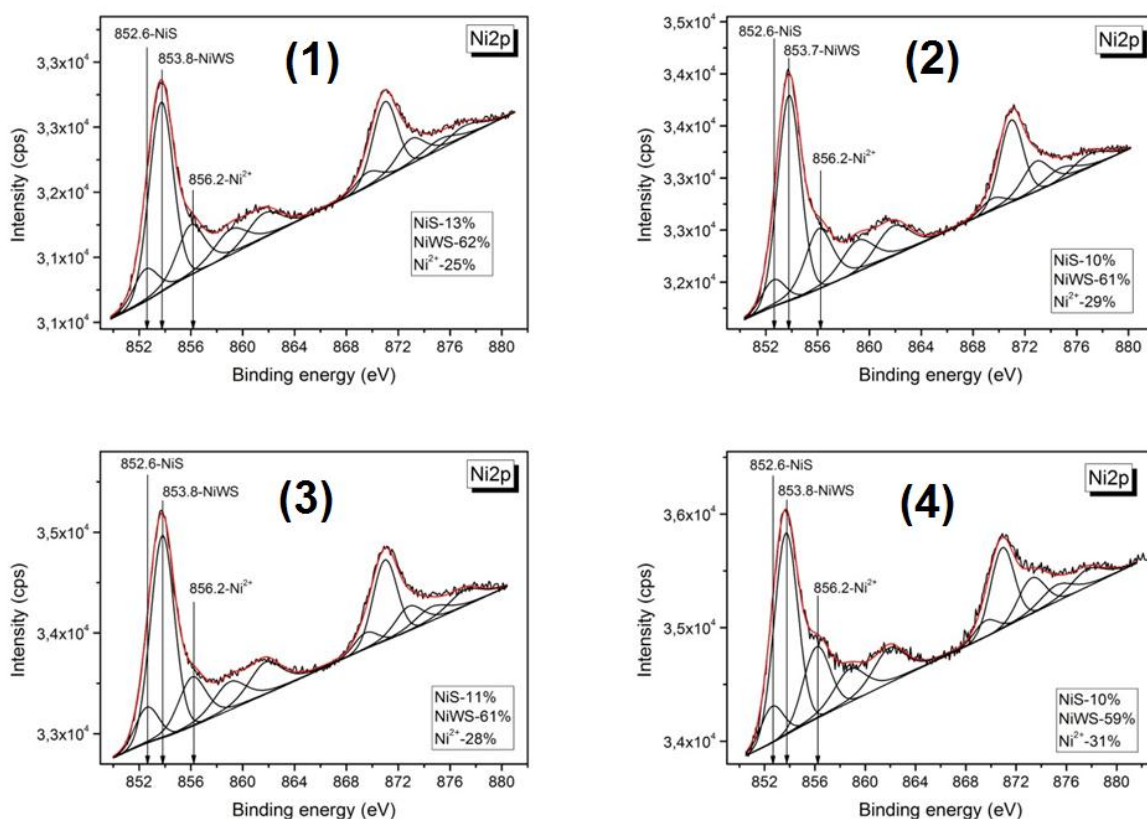 (1)
Ni2p
852.6-NiS
853.8-NiWS
856.2-Ni²⁺
NiS-13%
NiWS-62%
Ni²⁺-25%
Intensity (cps)
3,3x10⁴
3,3x10⁴
3,2x10⁴
3,1x10⁴
3,1x10⁴
852 856 860 864 868 872 876 880
Binding energy (eV)
(2)
Ni2p
852.6-NiS
853.7-NiWS
856.2-Ni²⁺
NiS-10%
NiWS-61%
Ni²⁺-29%
Intensity (cps)
3,5x10⁴
3,4x10⁴
3,4x10⁴
3,3x10⁴
3,3x10⁴
3,2x10⁴
852 856 860 864 868 872 876 880
Binding energy (eV)
(3)
Ni2p
852.6-NiS
853.8-NiWS
856.2-Ni²⁺
NiS-11%
NiWS-61%
Ni²⁺-28%
Intensity (cps)
3,5x10⁴
3,4x10⁴
3,3x10⁴
852 856 860 864 868 872 876 880
Binding energy (eV)
(4)
Ni2p
852.6-NiS
853.8-NiWS
856.2-Ni²⁺
NiS-10%
NiWS-59%
Ni²⁺-31%
Intensity (cps)
3,6x10⁴
3,5x10⁴
3,4x10⁴
852 856 860 864 868 872 876 880
Binding energy (eV)